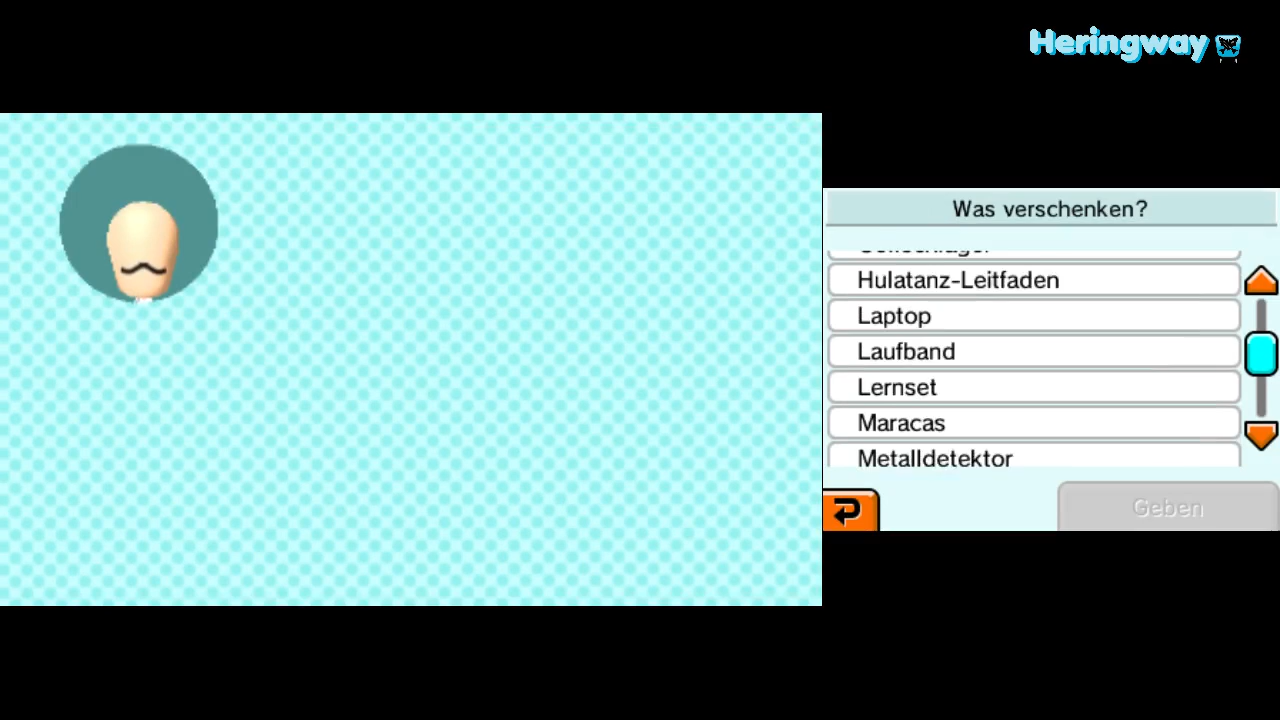 Heringway
Was verschenken?
Hulatanz-Leitfaden
Laptop
Laufband
Lernset
Maracas
Metalldetektor
Geben